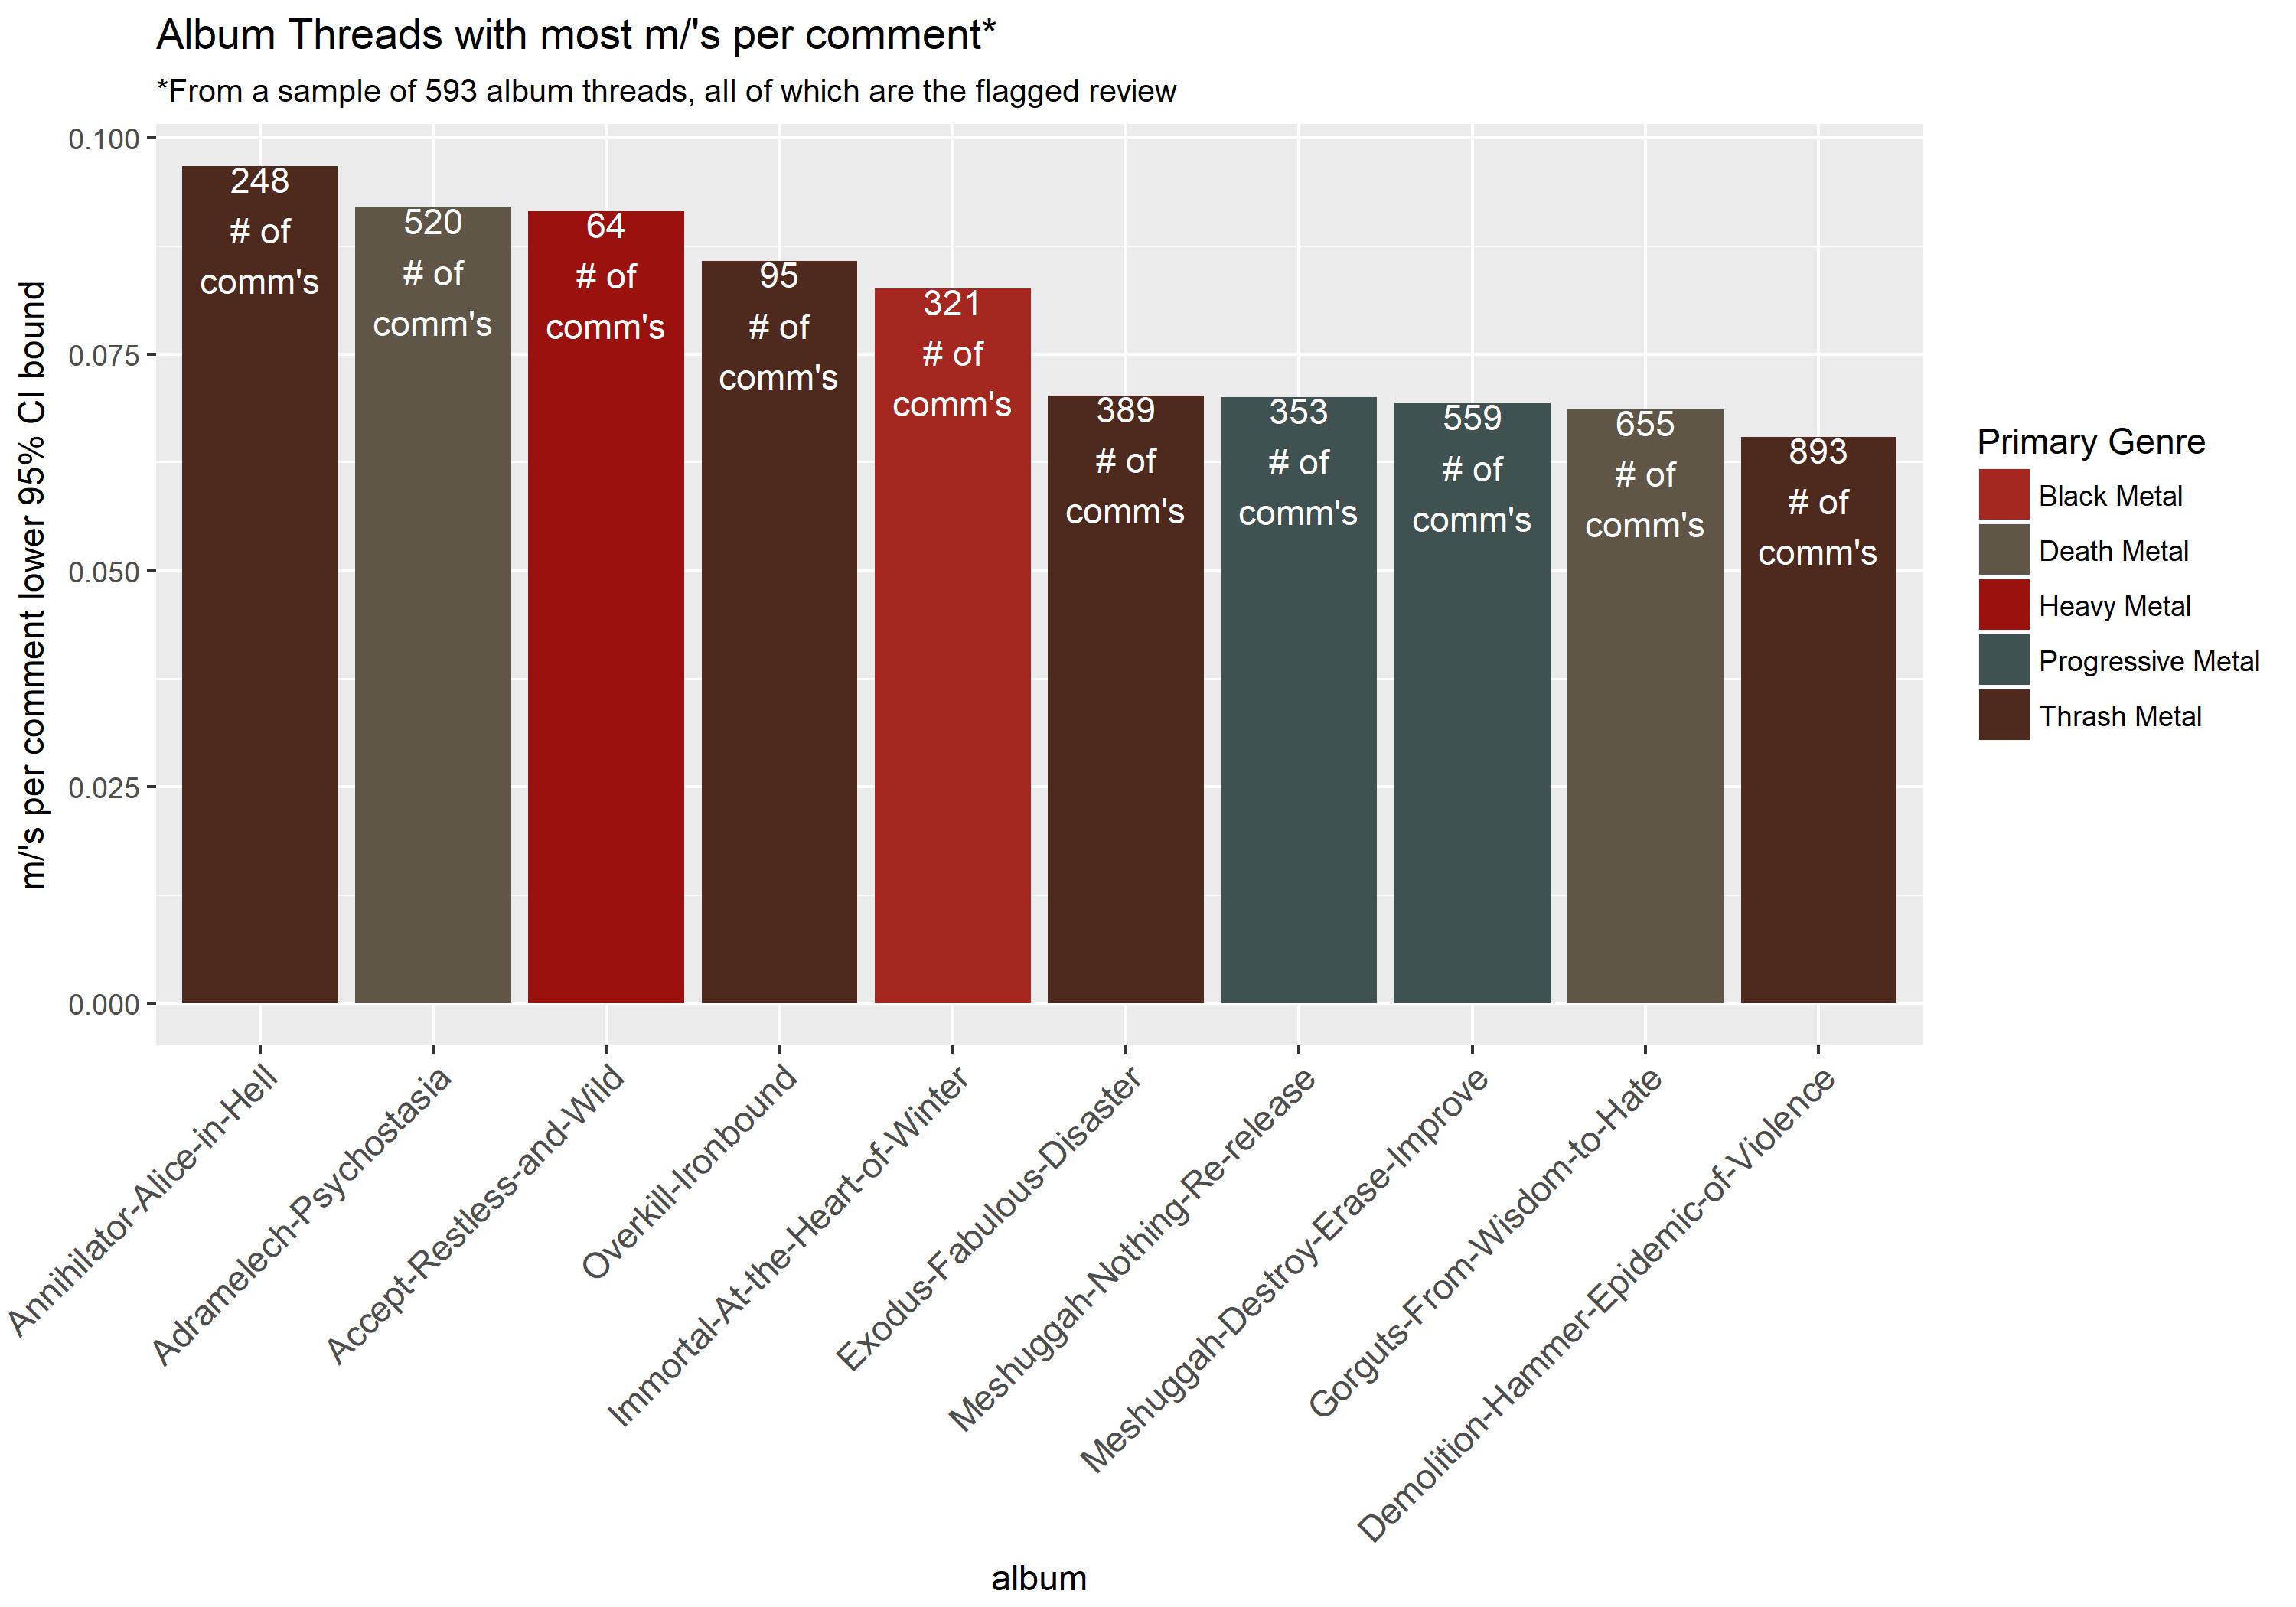 Album Threads with most m/'s per comment*
*From a sample of 593 album threads, all of which are the flagged review
m/'s per comment lower 95% CI bound
0.100
0.075
0.050
0.025
0.000
248
# of
comm's
520
# of
comm's
64
# of
comm's
95
# of
comm's
321
# of
comm's
389
# of
comm's
353
# of
comm's
559
# of
comm's
655
# of
comm's
893
# of
comm's
Annihilator-Alice-in-Hell
Adramelech-Psychostasia
Accept-Restless-and-Wild
Overkill-Ironbound
Immortal-At-the-Heart-of-Winter
Exodus-Fabulous-Disaster
Meshuggah-Nothing-Re-release
Meshuggah-Destroy-Erase-Improve
Gorguts-From-Wisdom-to-Hate
Demolition-Hammer-Epidemic-of-Violence
album
Primary Genre
Black Metal
Death Metal
Heavy Metal
Progressive Metal
Thrash Metal